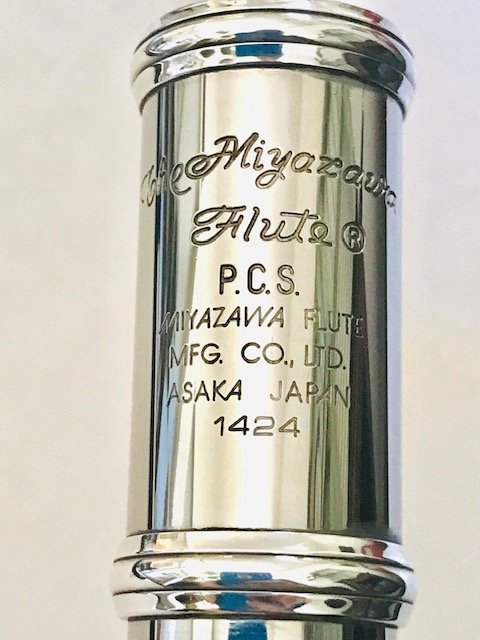 The Miyazawa
Flute®
P.C.S.
MIYAZAWA FLUTE
MFG. CO., LTD.
ASAKA JAPAN
1424